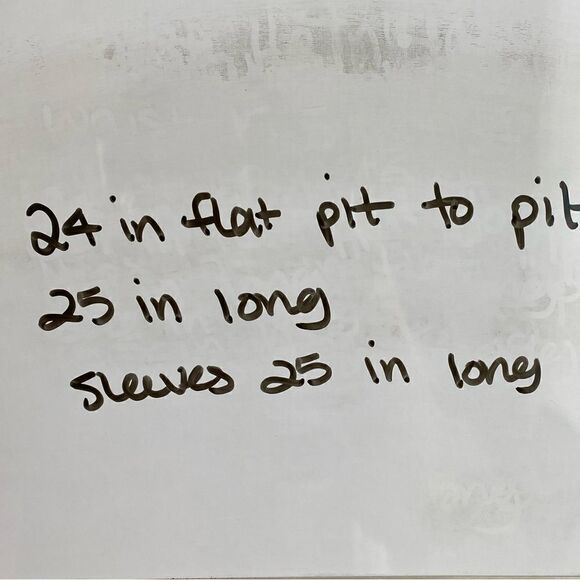 24 in flat pit to pit
25 in long
sleeves 25 in long